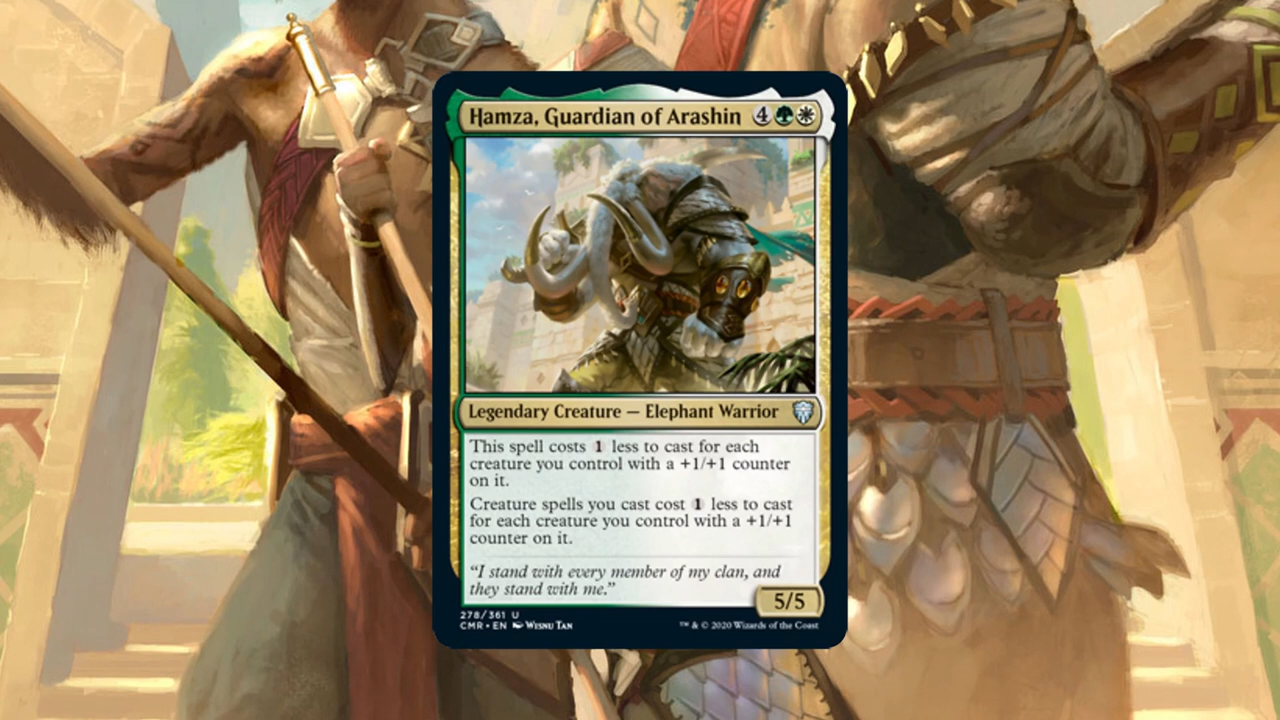 Hamza, Guardian of Arashin 4
Legendary Creature — Elephant Warrior
This spell costs 1 less to cast for each
creature you control with a +1/+1 counter
on it.
Creature spells you cast cost 1 less to cast
for each creature you control with a +1/+1
counter on it.
“I stand with every member of my clan, and
they stand with me.”
5/5
278/361 U
CMR • EN Wisnu Tan
™ & © 2020 Wizards of the Coast